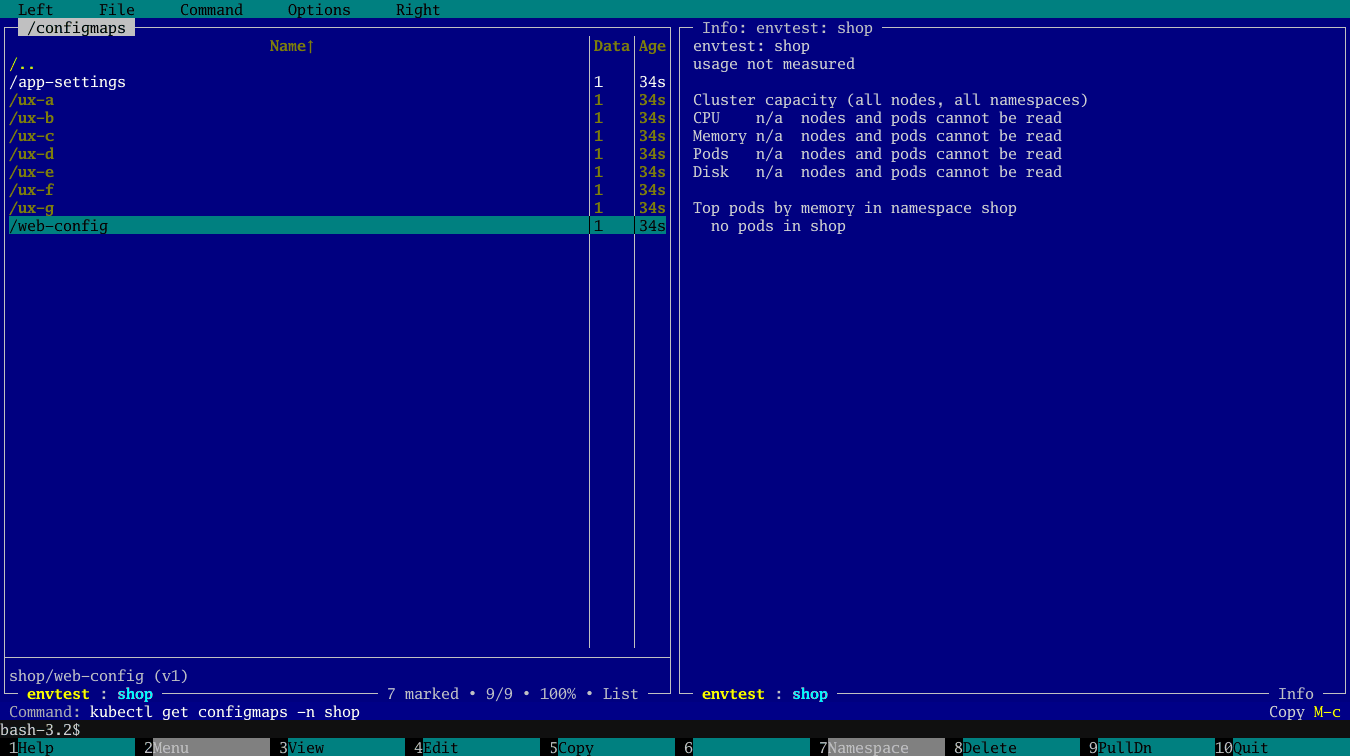 Left File Command Options Right
/configmaps
Name↑ Data Age
/..
/app-settings 1 34s
/ux-a 1 34s
/ux-b 1 34s
/ux-c 1 34s
/ux-d 1 34s
/ux-e 1 34s
/ux-f 1 34s
/ux-g 1 34s
/web-config 1 34s
shop/web-config (v1)
envtest : shop 7 marked • 9/9 • 100% • List
Info: envtest: shop
envtest: shop
usage not measured
Cluster capacity (all nodes, all namespaces)
CPU n/a nodes and pods cannot be read
Memory n/a nodes and pods cannot be read
Pods n/a nodes and pods cannot be read
Disk n/a nodes and pods cannot be read
Top pods by memory in namespace shop
no pods in shop
envtest : shop Info
Command: kubectl get configmaps -n shop Copy M-c
bash-3.2$
1Help 2Menu 3View 4Edit 5Copy 6 7Namespace 8Delete 9PullDn 10Quit